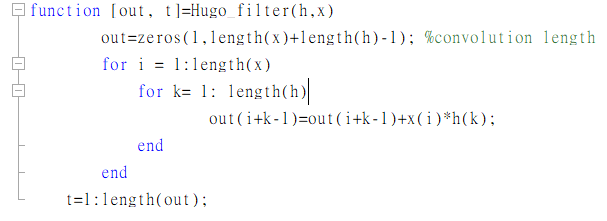 function [out, t]=Hugo_filter(h,x)
out=zeros(1,length(x)+length(h)-1); %convolution length
for i = 1:length(x)
for k= 1: length(h)
out(i+k-1)=out(i+k-1)+x(i)*h(k);
end
end
t=1:length(out);